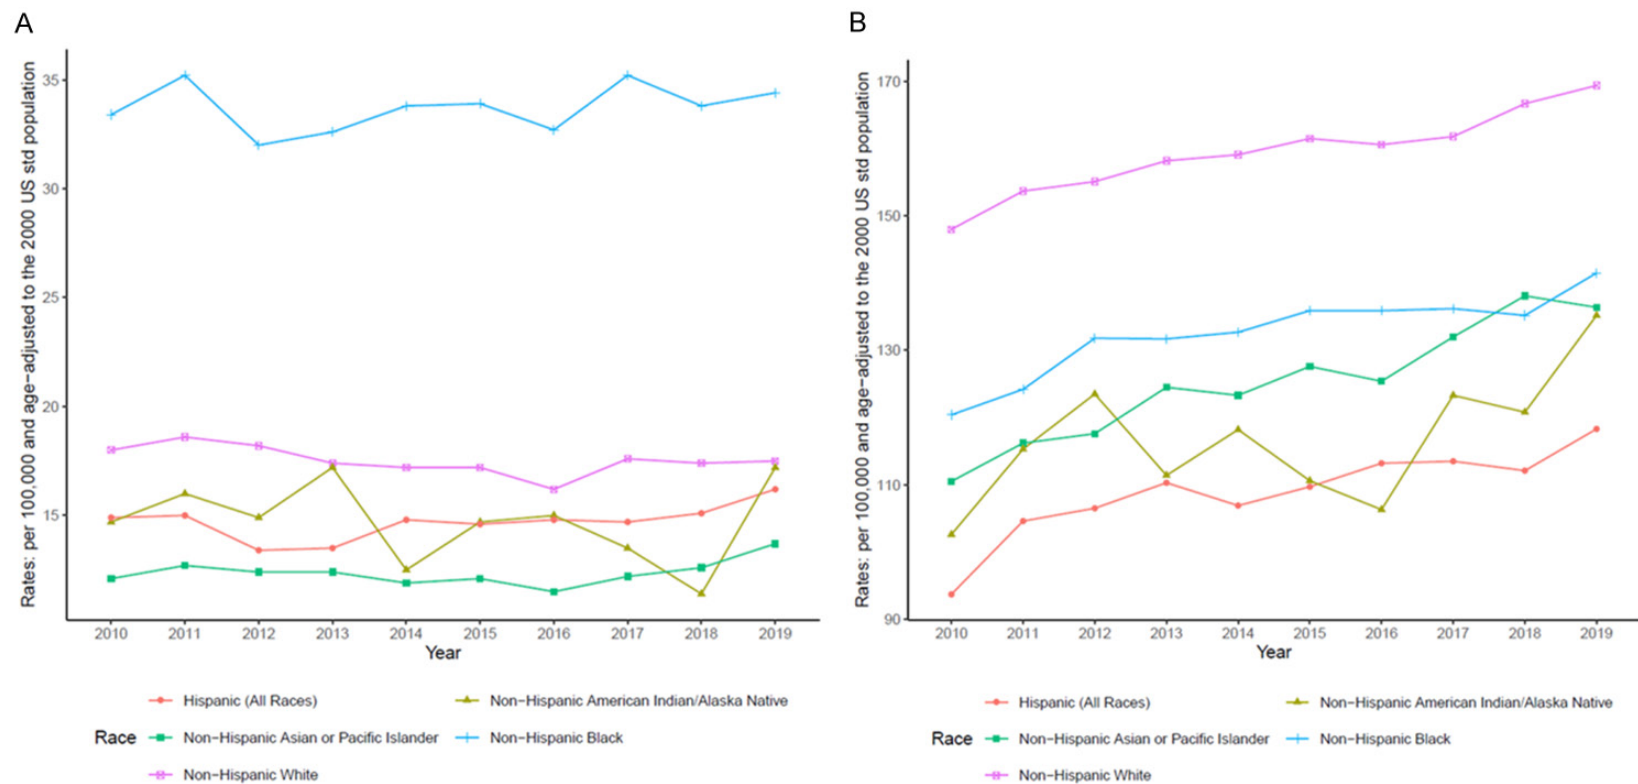 A
Rates: per 100,000 and age−adjusted to the 2000 US std population
35
30
25
20
15
2010 2011 2012 2013 2014 2015 2016 2017 2018 2019
Year
Hispanic (All Races) Non−Hispanic American Indian/Alaska Native
Race Non−Hispanic Asian or Pacific Islander Non−Hispanic Black
Non−Hispanic White
B
Rates: per 100,000 and age−adjusted to the 2000 US std population
170
150
130
110
90
2010 2011 2012 2013 2014 2015 2016 2017 2018 2019
Year
Hispanic (All Races) Non−Hispanic American Indian/Alaska Native
Race Non−Hispanic Asian or Pacific Islander Non−Hispanic Black
Non−Hispanic White